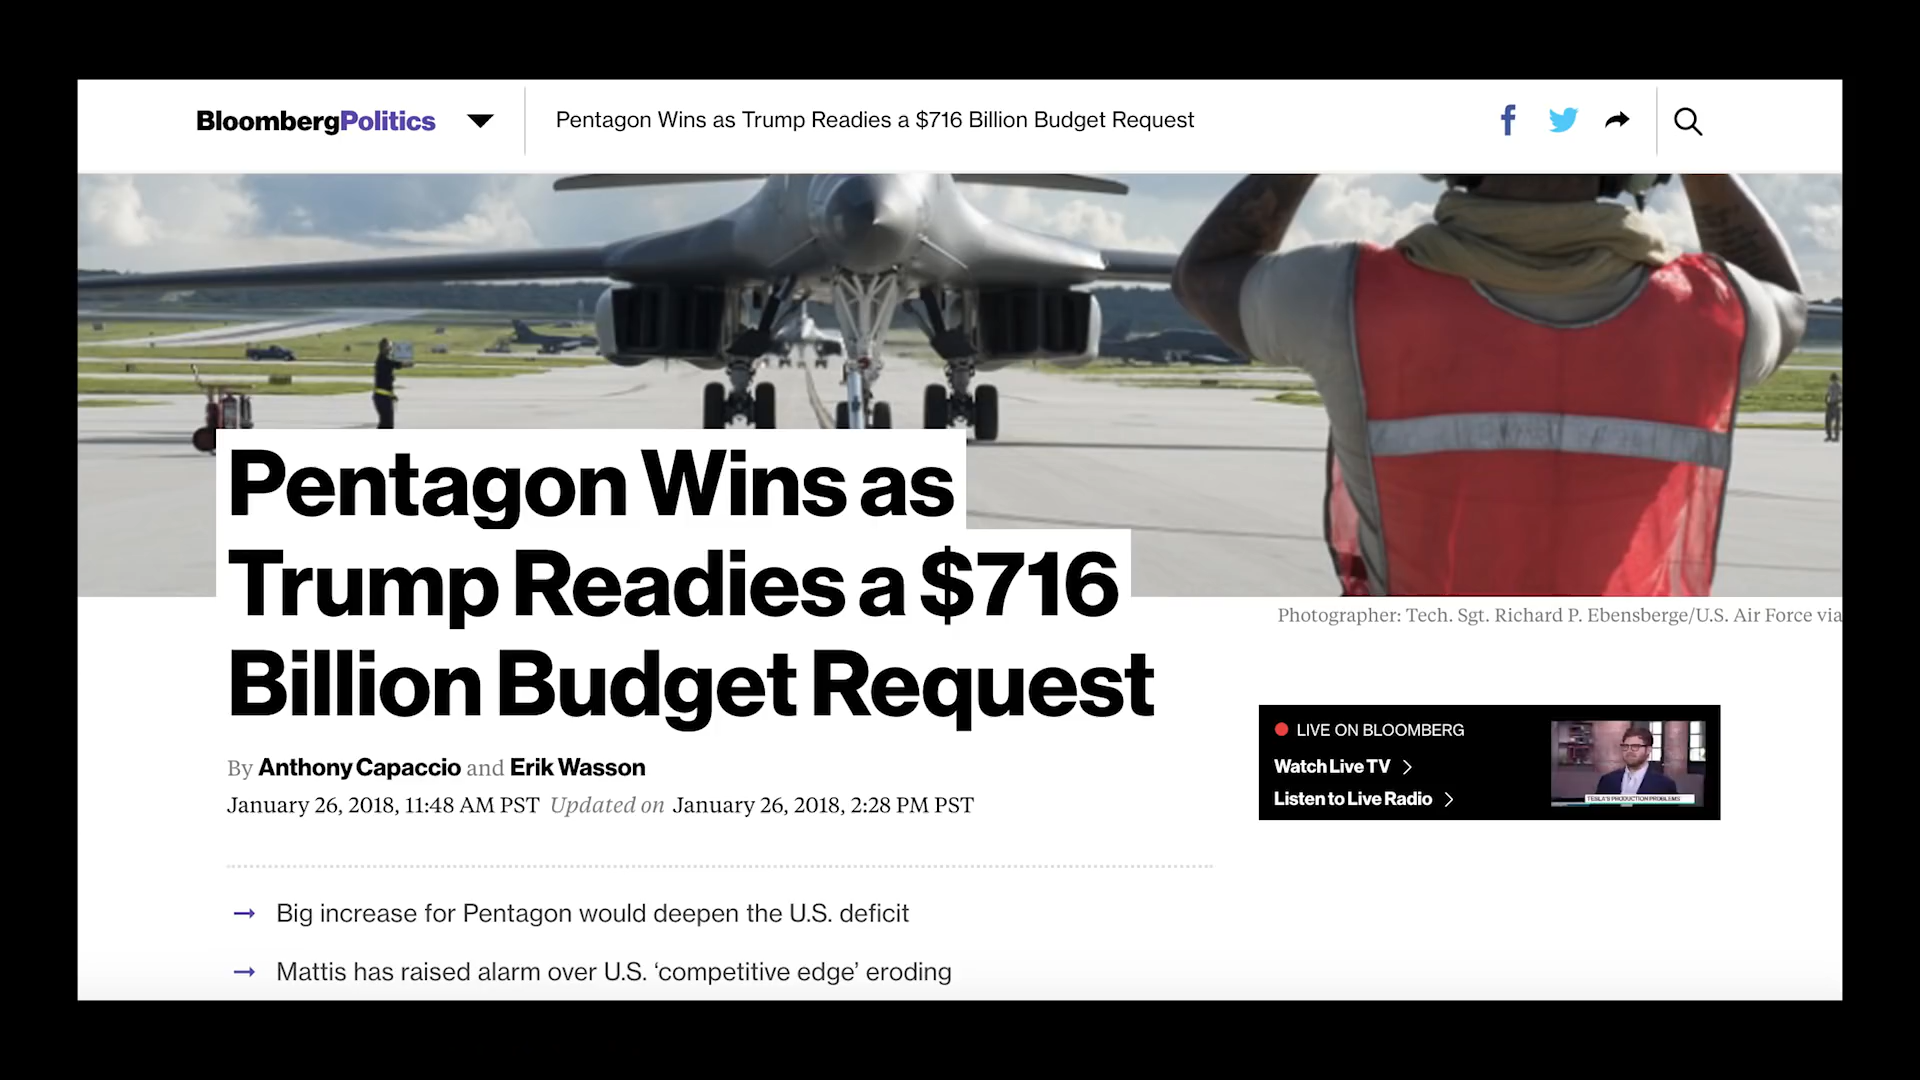 BloombergPolitics
Pentagon Wins as Trump Readies a $716 Billion Budget Request
Pentagon Wins as
Trump Readies a $716
Billion Budget Request
Photographer: Tech. Sgt. Richard P. Ebensberge/U.S. Air Force via
By Anthony Capaccio and Erik Wasson
January 26, 2018, 11:48 AM PST Updated on January 26, 2018, 2:28 PM PST
LIVE ON BLOOMBERG
Watch Live TV
Listen to Live Radio
TESLA'S PRODUCTION PROBLEMS
Big increase for Pentagon would deepen the U.S. deficit
Mattis has raised alarm over U.S. ‘competitive edge’ eroding